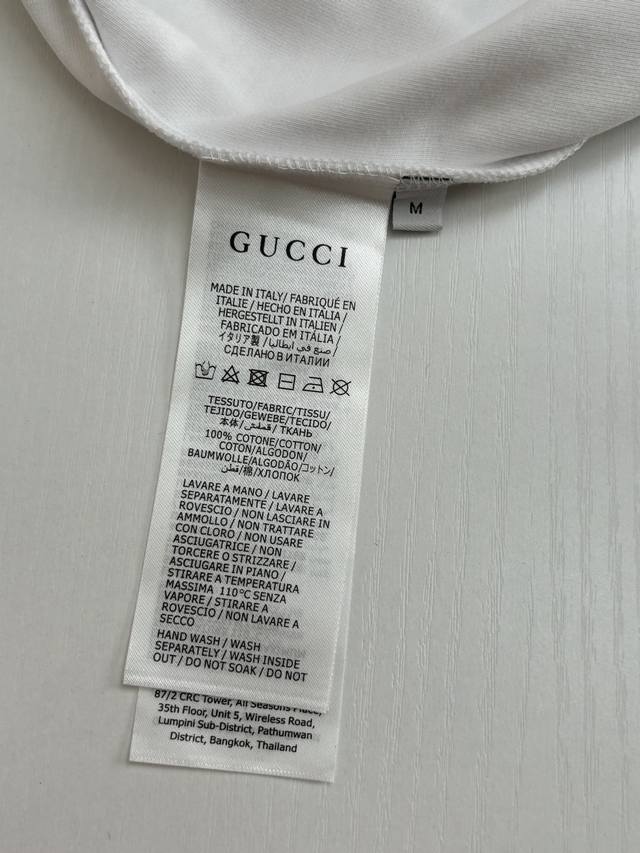 GUCCI
M
MADE IN ITALY/ FABRIQUÉ EN
ITALIE / HECHO EN ITALIA /
HERGESTELLT IN ITALIEN /
FABRICADO EM ITÁLIA /
イタリア製 / صنع في ايطاليا /
СДЕЛАНО В ИТАЛИИ
TESSUTO/FABRIC/TISSU/
TEJIDO/GEWEBE/TECIDO/
本体/قماش/ ТКАНЬ
100% COTONE/COTTON/
COTON/ALGODON/
BAUMWOLLE/ALGODÃO/コットン/
قطن/棉/ХЛОПОК
LAVARE A MANO / LAVARE
SEPARATAMENTE / LAVARE A
ROVESCIO / NON LASCIARE IN
AMMOLLO / NON TRATTARE
CON CLORO / NON USARE
ASCIUGATRICE / NON
TORCERE O STRIZZARE /
ASCIUGARE IN PIANO /
STIRARE A TEMPERATURA
MASSIMA 110°C SENZA
VAPORE / STIRARE A
ROVESCIO / NON LAVARE A
SECCO
HAND WASH / WASH
SEPARATELY / WASH INSIDE
OUT / DO NOT SOAK / DO NOT
87/2 CRC Tower, All Seasons Place,
35th Floor, Unit 5, Wireless Road,
Lumpini Sub-District, Pathumwan
District, Bangkok, Thailand